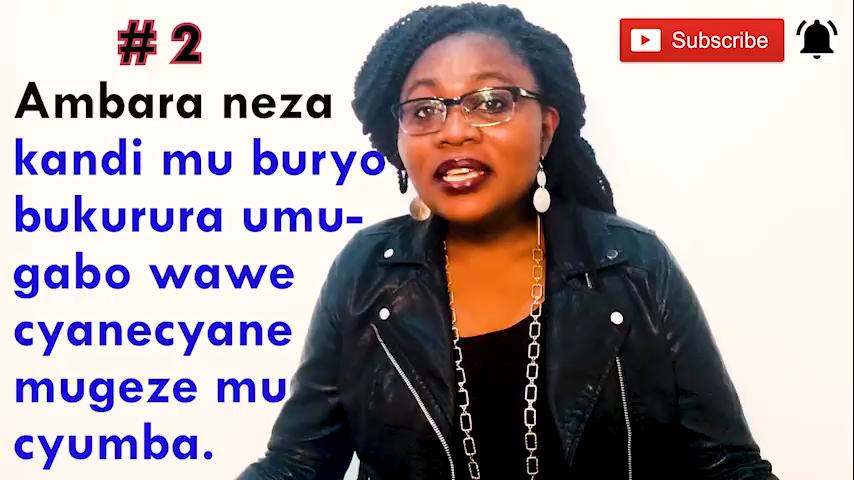 # 2
Subscribe
Ambara neza
kandi mu buryo
bukurura umu-
gabo wawe
cyanecyane
mugeze mu
cyumba.